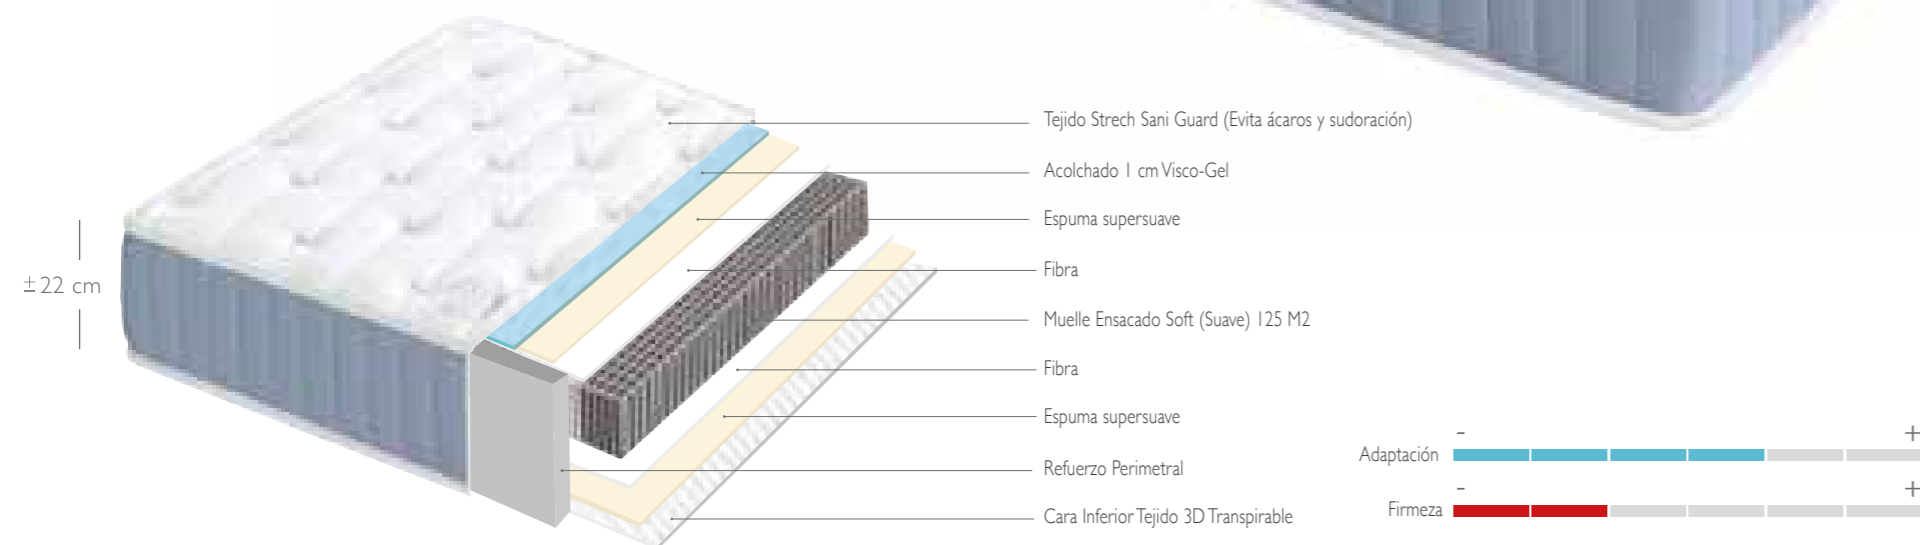 Tejido Strech Sani Guard (Evita ácaros y sudoración)
Acolchado 1 cm Visco-Gel
Espuma supersuave
Fibra
±22 cm
Muelle Ensacado Soft (Suave) 125 M2
Fibra
Espuma supersuave
Refuerzo Perimetral
Cara Inferior Tejido 3D Transpirable
- +
Adaptación
- +
Firmeza